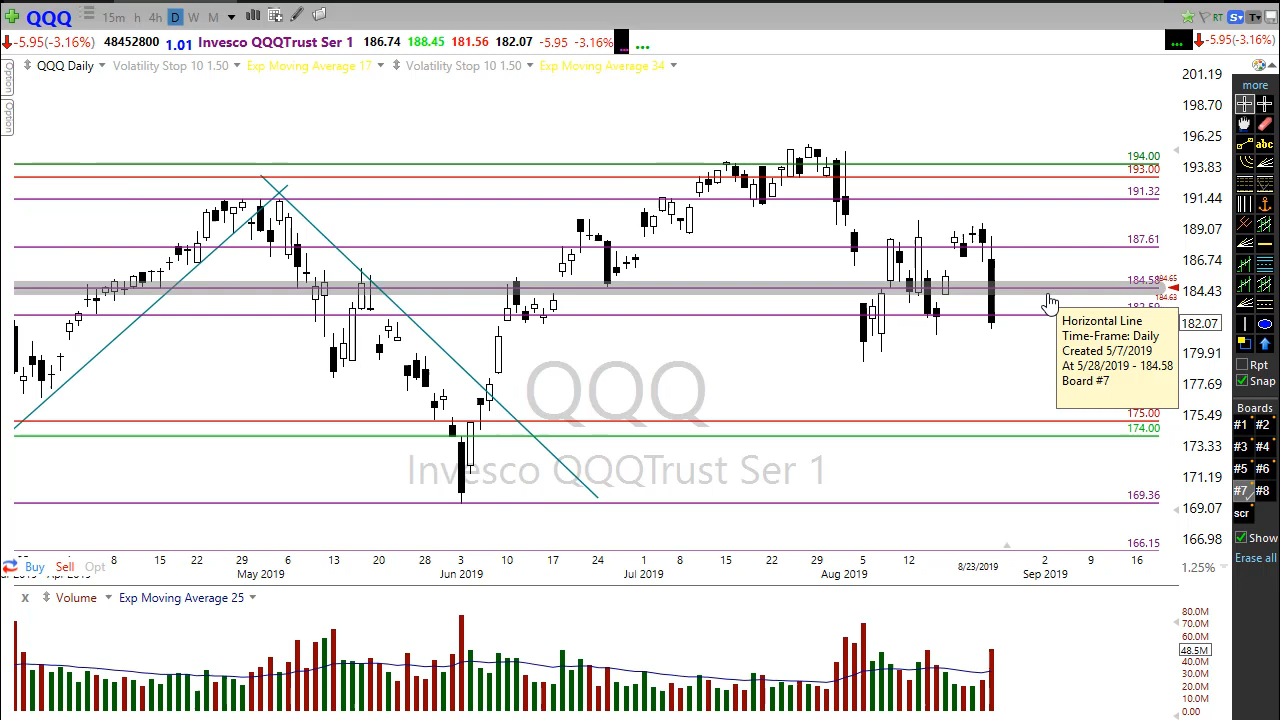 QQQ 15m h 4h D W M RT S T
-5.95(-3.16%) 48452800 1.01 Invesco QQQTrust Ser 1 186.74 188.45 181.56 182.07 -5.95 -3.16% ... ... ... -5.95(-3.16%)
QQQ Daily Volatility Stop 10 1.50 Exp Moving Average 17 Volatility Stop 10 1.50 Exp Moving Average 34
Option
Option
201.19
198.70
196.25
193.83
191.44
189.07
186.74
184.43
182.07
179.91
177.69
175.49
173.33
171.19
169.07
166.98
1.25%
194.00
193.00
191.32
187.61
184.58
184.65
184.63
175.00
174.00
169.36
166.15
Horizontal Line
Time-Frame: Daily
Created 5/7/2019
At 5/28/2019 - 184.58
Board #7
QQQ
Invesco QQQTrust Ser 1
8 15 22 29 6 13 20 28 3 10 17 24 1 8 15 22 29 5 12 8/23/2019 2 9 16
May 2019 Jun 2019 Jul 2019 Aug 2019 Sep 2019
Buy Sell Opt
x Volume Exp Moving Average 25
80.0M
70.0M
60.0M
48.5M
40.0M
30.0M
20.0M
10.0M
0.00
more
abc
Rpt
Snap
Boards
#1 #2
#3 #4
#5 #6
#7 #8
scr
Show
Erase all